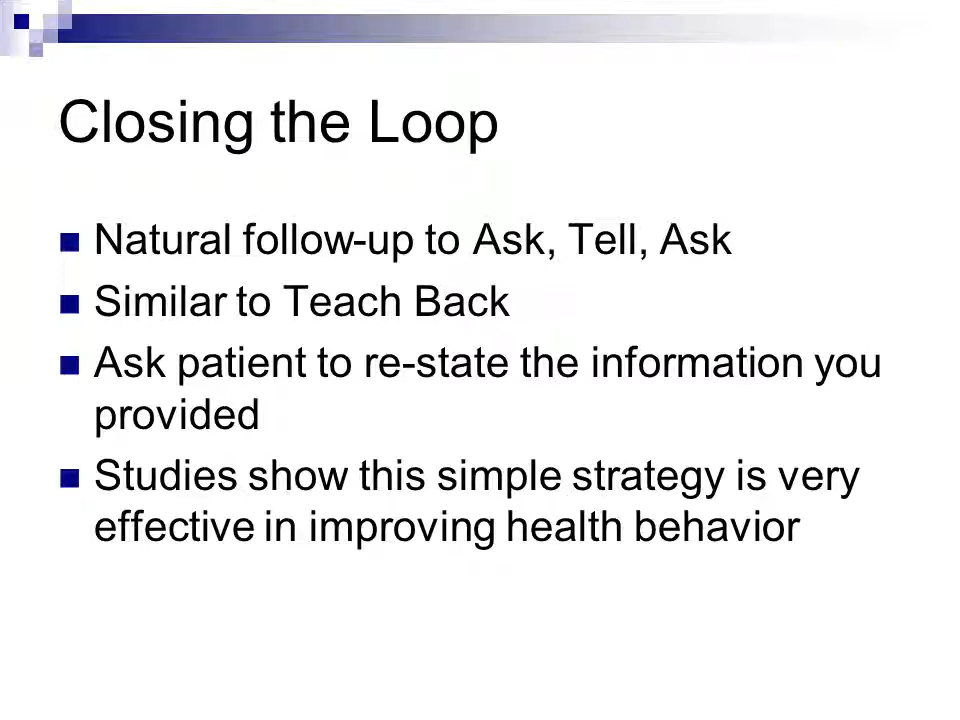 Closing the Loop
Natural follow-up to Ask, Tell, Ask
Similar to Teach Back
Ask patient to re-state the information you
provided
Studies show this simple strategy is very
effective in improving health behavior